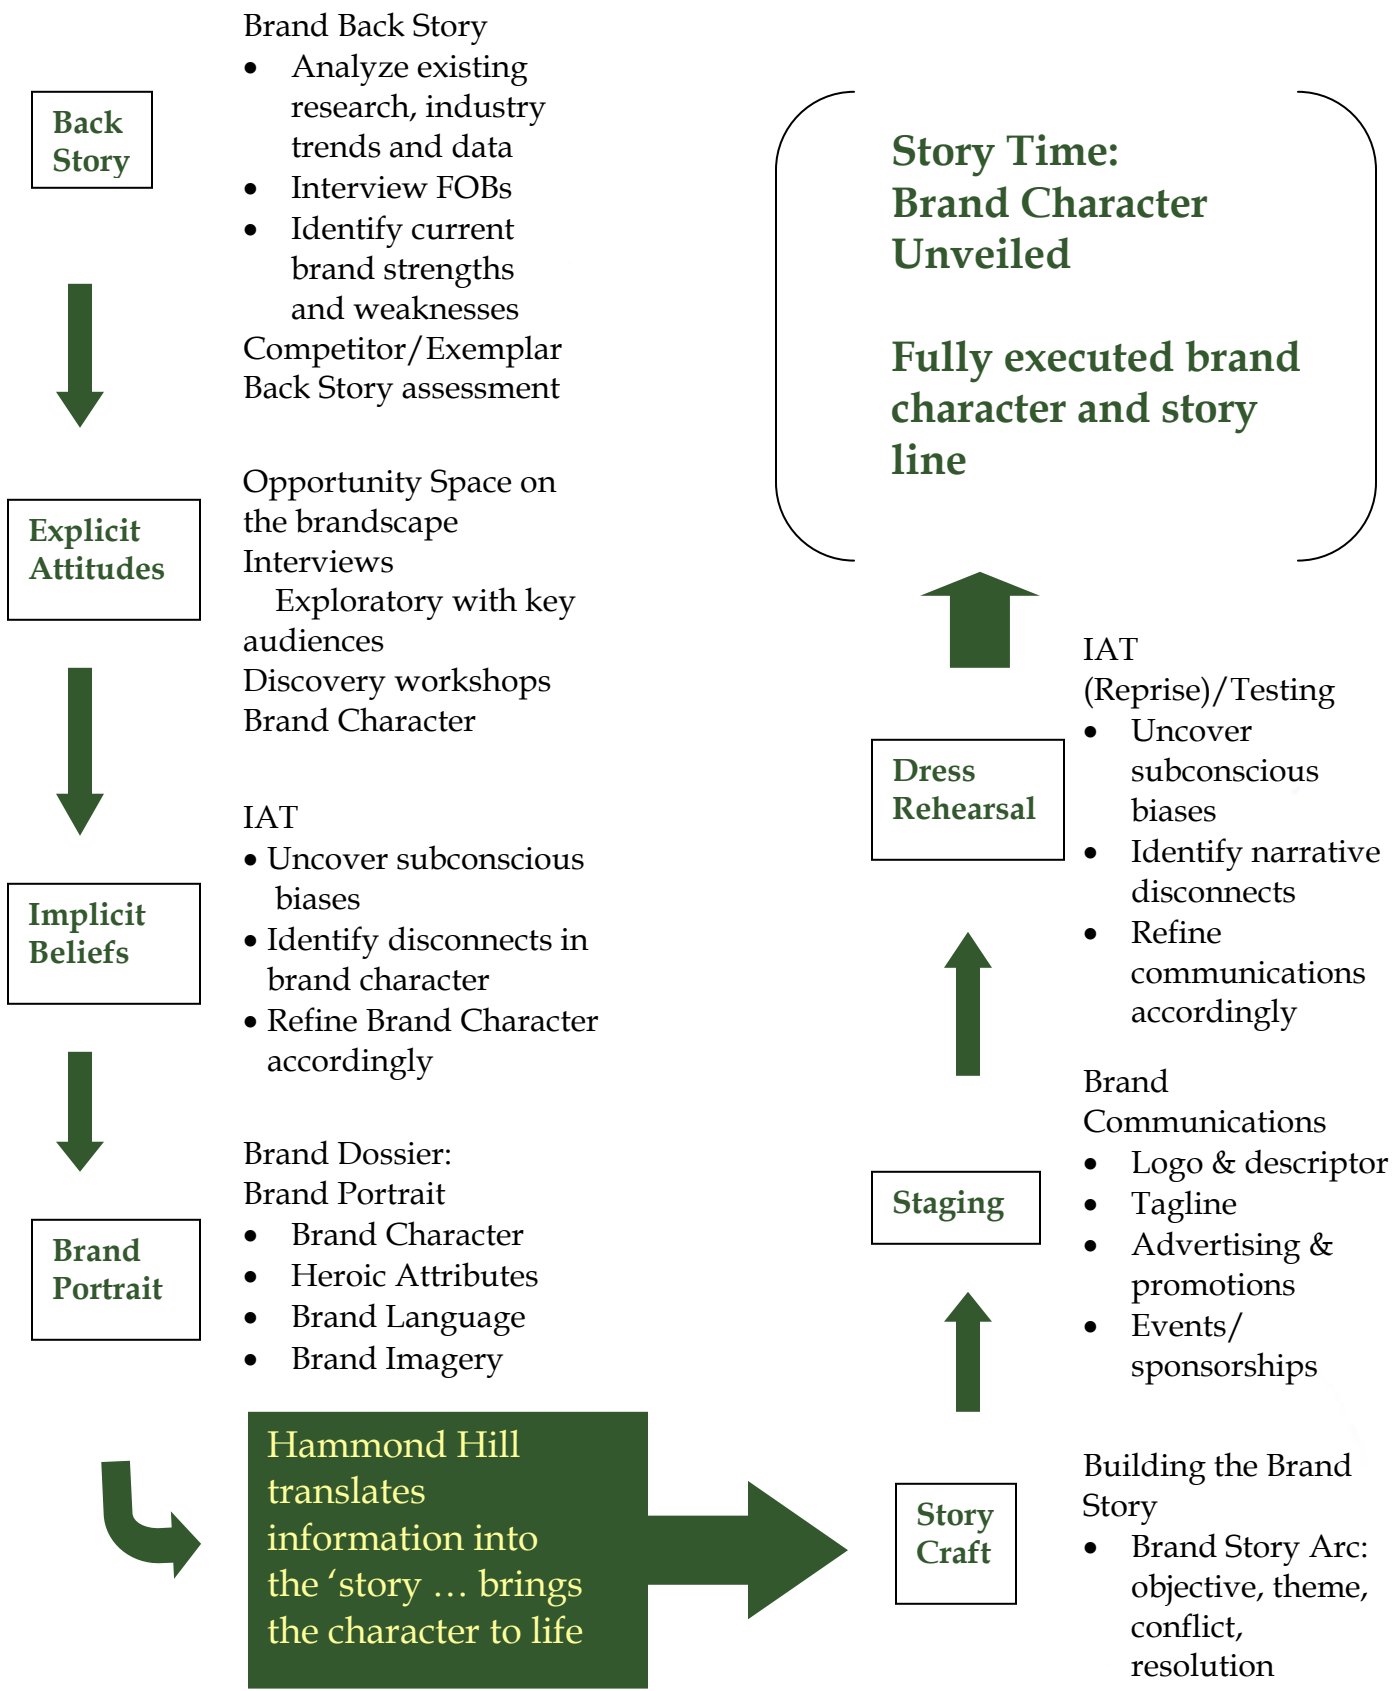 Back
Story
Brand Back Story
• Analyze existing
research, industry
trends and data
• Interview FOBs
• Identify current
brand strengths
and weaknesses
Competitor/Exemplar
Back Story assessment
Explicit
Attitudes
Opportunity Space on
the brandscape
Interviews
Exploratory with key
audiences
Discovery workshops
Brand Character
Implicit
Beliefs
IAT
• Uncover subconscious
biases
• Identify disconnects in
brand character
• Refine Brand Character
accordingly
Brand
Portrait
Brand Dossier:
Brand Portrait
• Brand Character
• Heroic Attributes
• Brand Language
• Brand Imagery
Hammond Hill
translates
information into
the ‘story … brings
the character to life
Story
Craft
Building the Brand
Story
• Brand Story Arc:
objective, theme,
conflict,
resolution
Staging
Brand
Communications
• Logo & descriptor
• Tagline
• Advertising &
promotions
• Events/
sponsorships
Dress
Rehearsal
IAT
(Reprise)/Testing
• Uncover
subconscious
biases
• Identify narrative
disconnects
• Refine
communications
accordingly
Story Time:
Brand Character
Unveiled
Fully executed brand
character and story
line